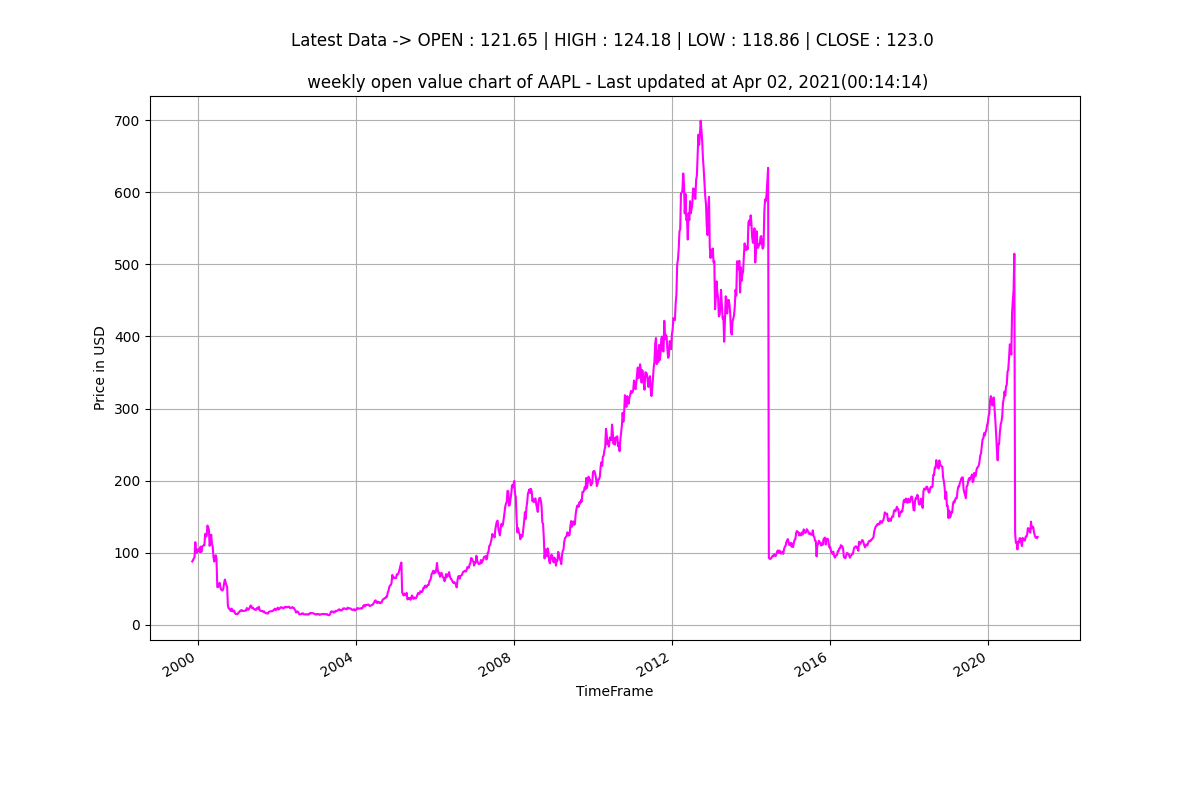 Latest Data -> OPEN : 121.65 | HIGH : 124.18 | LOW : 118.86 | CLOSE : 123.0
weekly open value chart of AAPL - Last updated at Apr 02, 2021(00:14:14)
700
600
500
400
300
200
100
0
Price in USD
2000 2004 2008 2012 2016 2020
TimeFrame